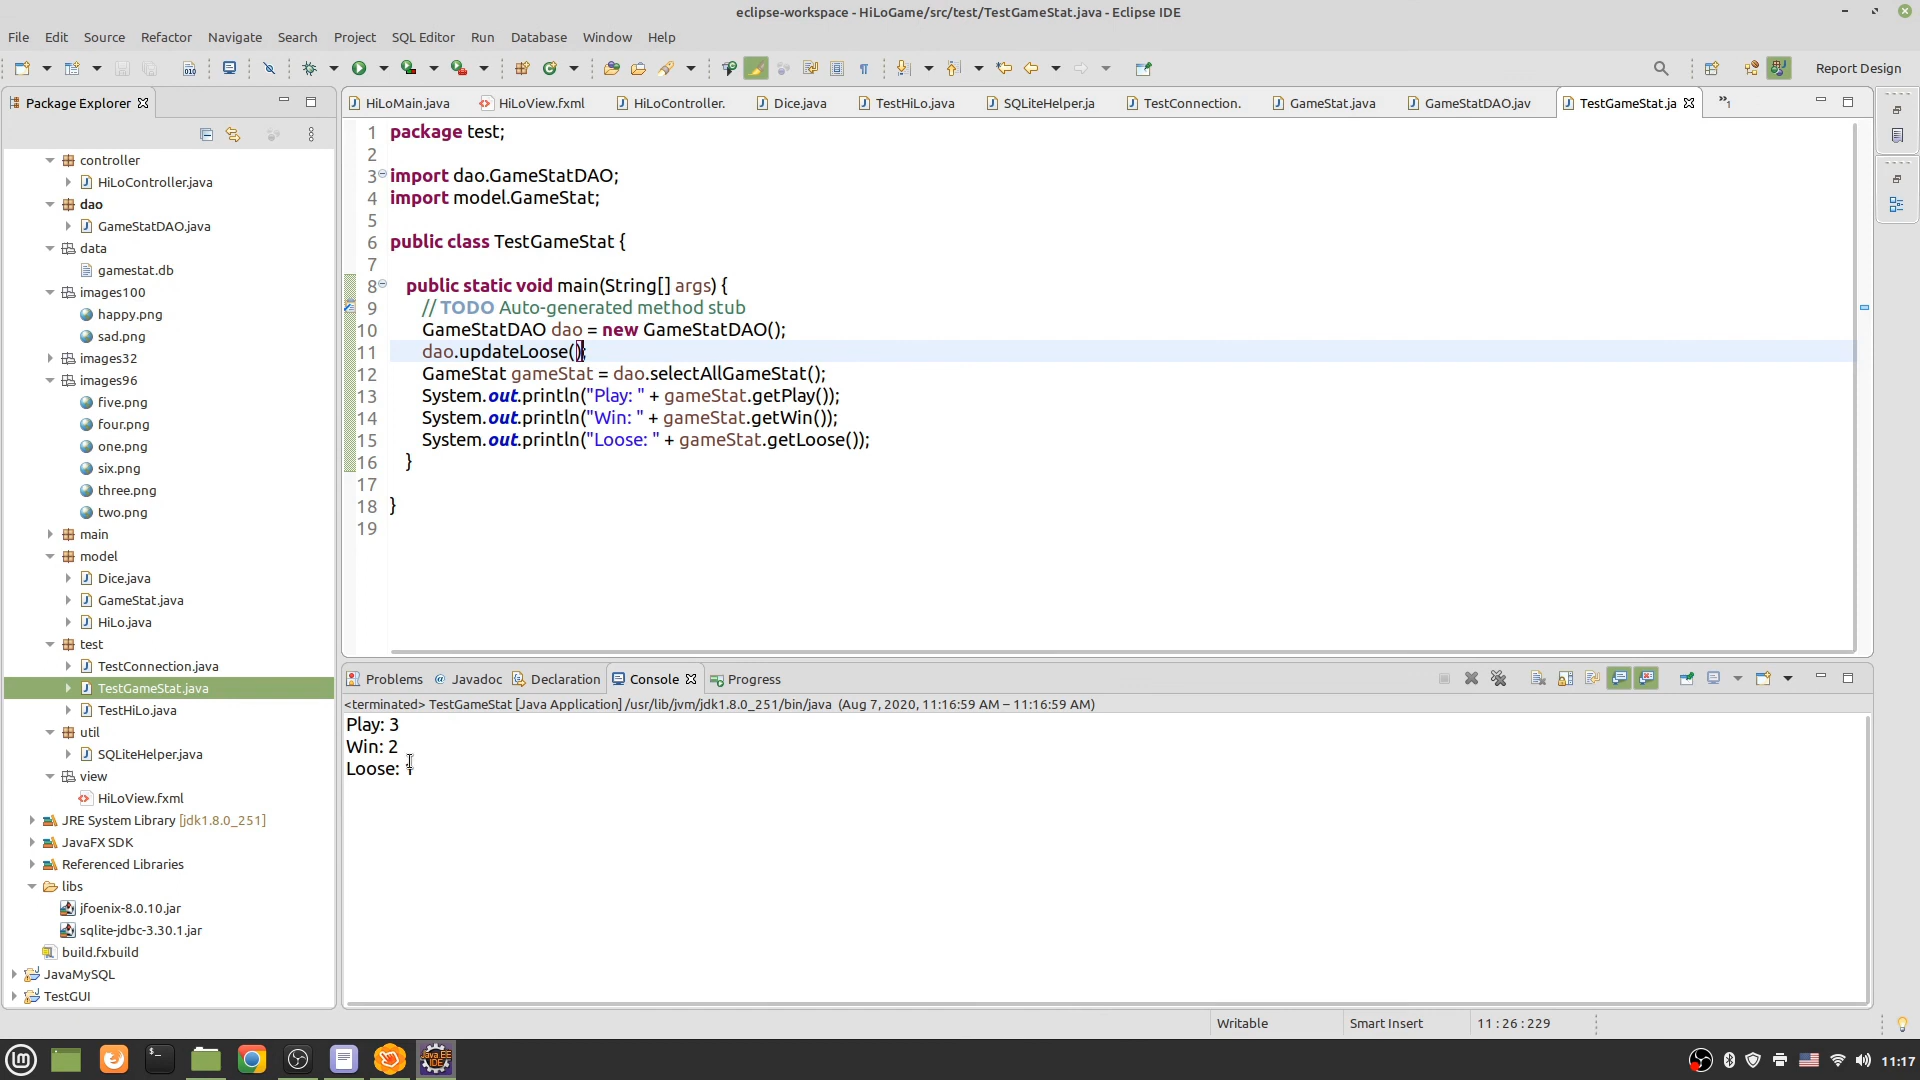 eclipse-workspace - HiLoGame/src/test/TestGameStat.java - Eclipse IDE
File Edit Source Refactor Navigate Search Project SQL Editor Run Database Window Help
Report Design
Package Explorer
controller
HiLoController.java
dao
GameStatDAO.java
data
gamestat.db
images100
happy.png
sad.png
images32
images96
five.png
four.png
one.png
six.png
three.png
two.png
main
model
Dice.java
GameStat.java
HiLo.java
test
TestConnection.java
TestGameStat.java
TestHiLo.java
util
SQLiteHelper.java
view
HiLoView.fxml
JRE System Library [jdk1.8.0_251]
JavaFX SDK
Referenced Libraries
libs
jfoenix-8.0.10.jar
sqlite-jdbc-3.30.1.jar
build.fxbuild
JavaMySQL
TestGUI
HiLoMain.java HiLoView.fxml HiLoController. Dice.java TestHiLo.java SQLiteHelper.ja TestConnection. GameStat.java GameStatDAO.jav TestGameStat.ja »1
1 package test;
2
3 import dao.GameStatDAO;
4 import model.GameStat;
5
6 public class TestGameStat {
7
8 public static void main(String[] args) {
9 // TODO Auto-generated method stub
10 GameStatDAO dao = new GameStatDAO();
11 dao.updateLoose();
12 GameStat gameStat = dao.selectAllGameStat();
13 System.out.println("Play: " + gameStat.getPlay());
14 System.out.println("Win: " + gameStat.getWin());
15 System.out.println("Loose: " + gameStat.getLoose());
16 }
17
18 }
19
Problems Javadoc Declaration Console Progress
<terminated> TestGameStat [Java Application] /usr/lib/jvm/jdk1.8.0_251/bin/java (Aug 7, 2020, 11:16:59 AM – 11:16:59 AM)
Play: 3
Win: 2
Loose: 1
Writable Smart Insert 11 : 26 : 229
11:17